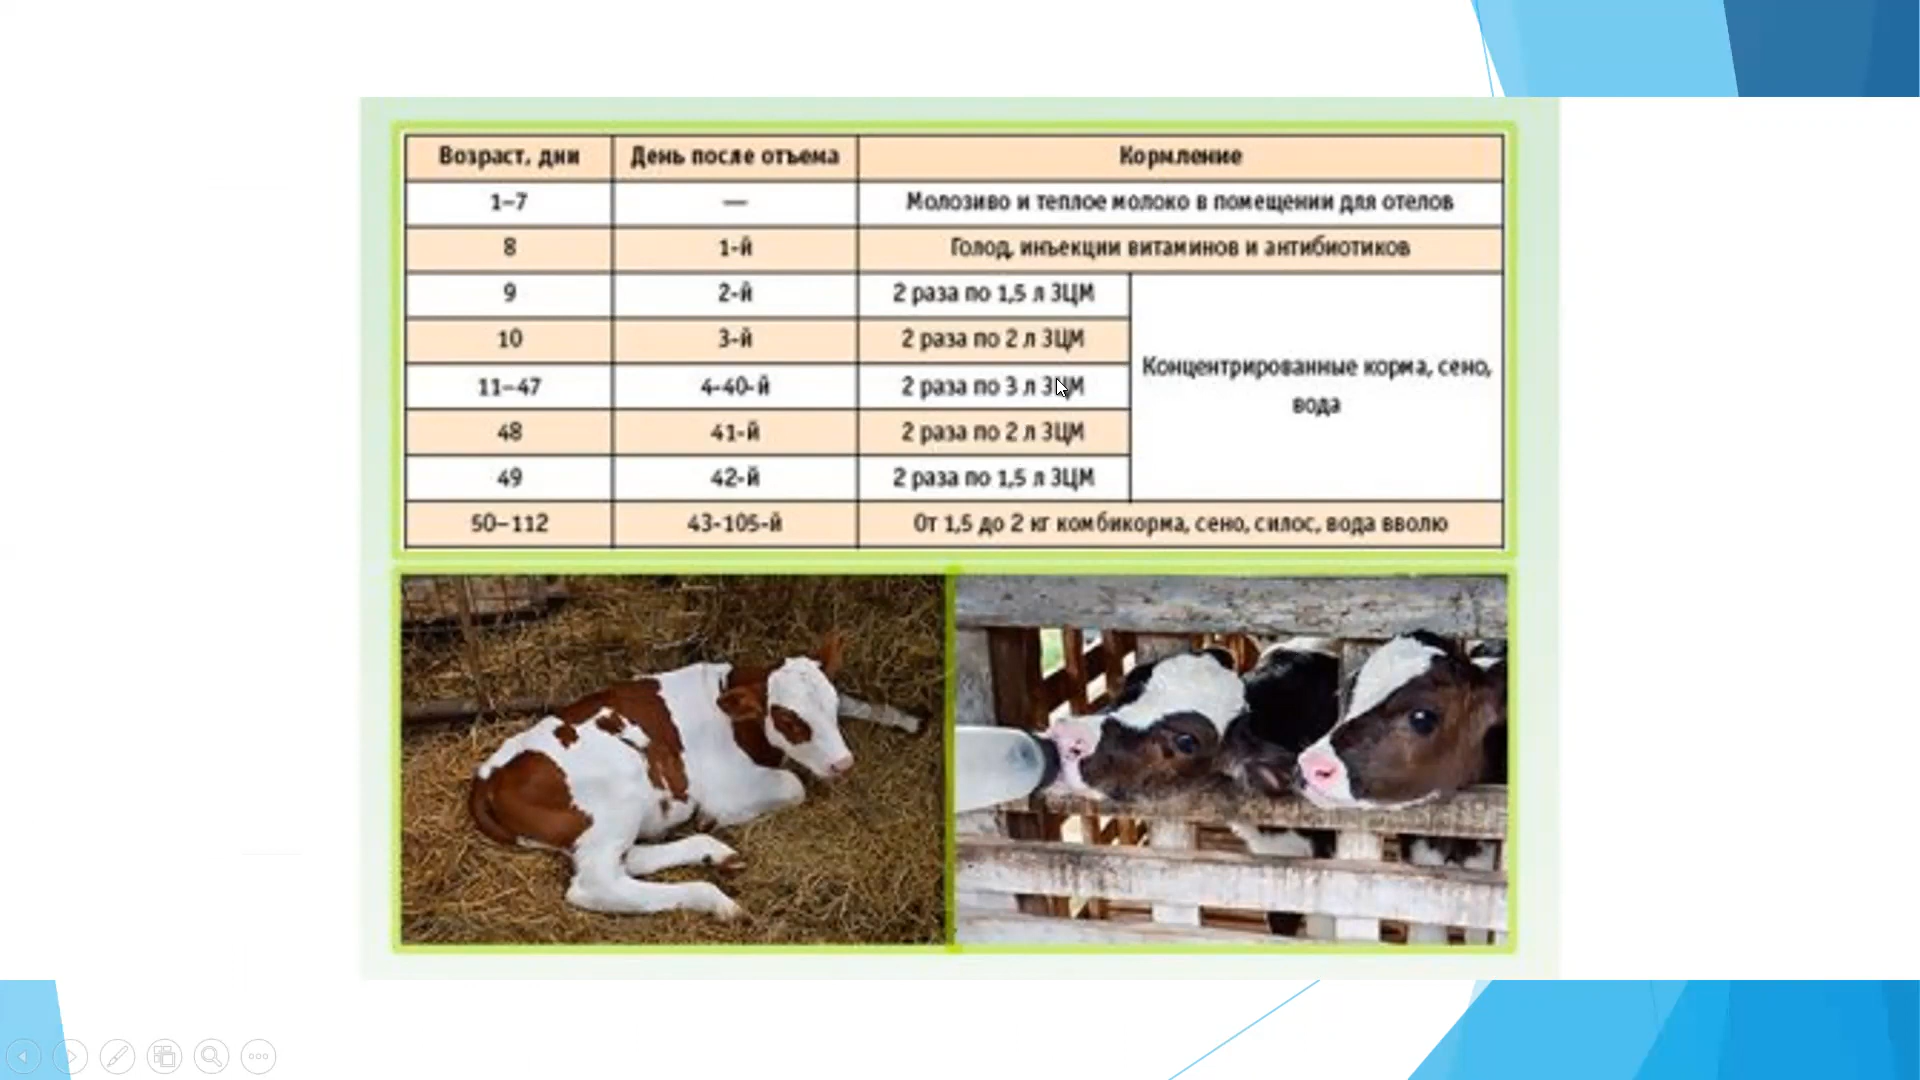 Возраст, дни День после отъема Кормление
1–7 — Молозиво и теплое молоко в помещении для отелов
8 1-й Голод, инъекции витаминов и антибиотиков
9 2-й 2 раза по 1,5 л ЗЦМ
10 3-й 2 раза по 2 л ЗЦМ
11–47 4-40-й 2 раза по 3 л ЗЦМ
48 41-й 2 раза по 2 л ЗЦМ
49 42-й 2 раза по 1,5 л ЗЦМ
Концентрированные корма, сено,
вода
50–112 43-105-й От 1,5 до 2 кг комбикорма, сено, силос, вода вволю